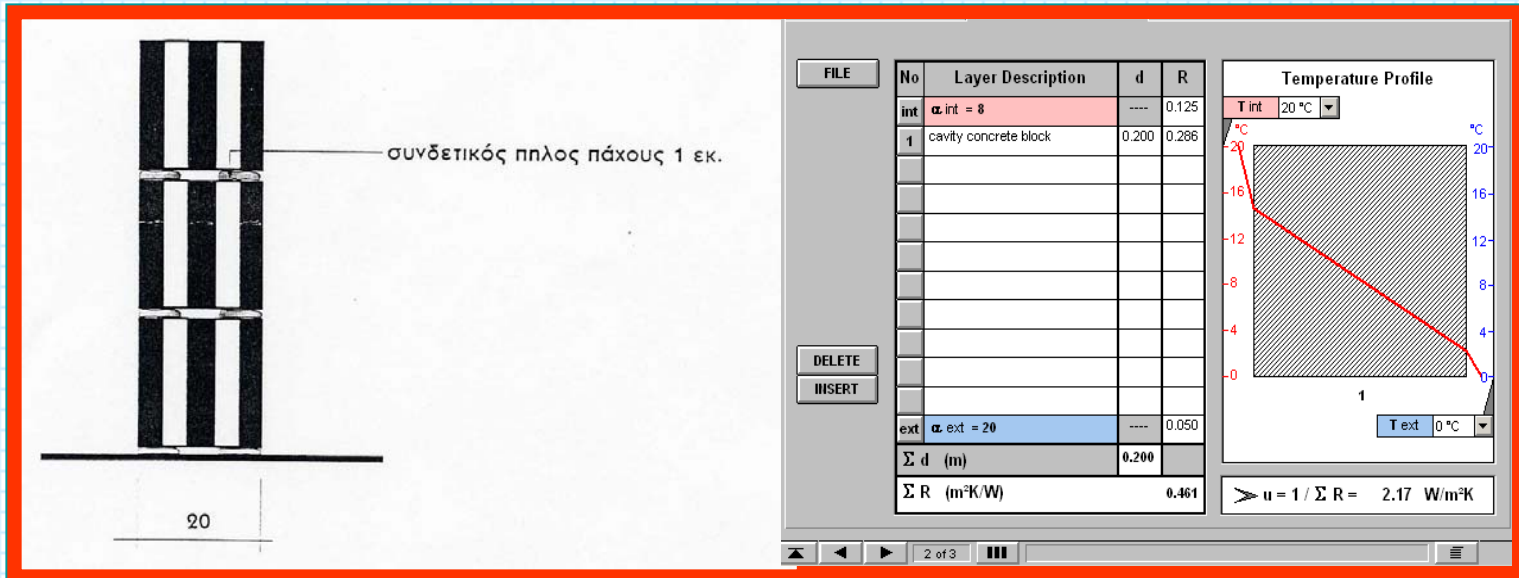 συνδετικός πηλος πάχους 1 εκ.
20
FILE
No Layer Description d R
int α int = 8 ---- 0.125
1 cavity concrete block 0.200 0.286
DELETE
INSERT
ext α ext = 20 ---- 0.050
Σ d (m) 0.200
Σ R (m²K/W) 0.461
Temperature Profile
T int 20 °C
°C °C
-20 20-
-16 16-
-12 12-
-8 8-
-4 4-
-0 0-
1
T ext 0 °C
u = 1 / Σ R = 2.17 W/m²K
2 of 3